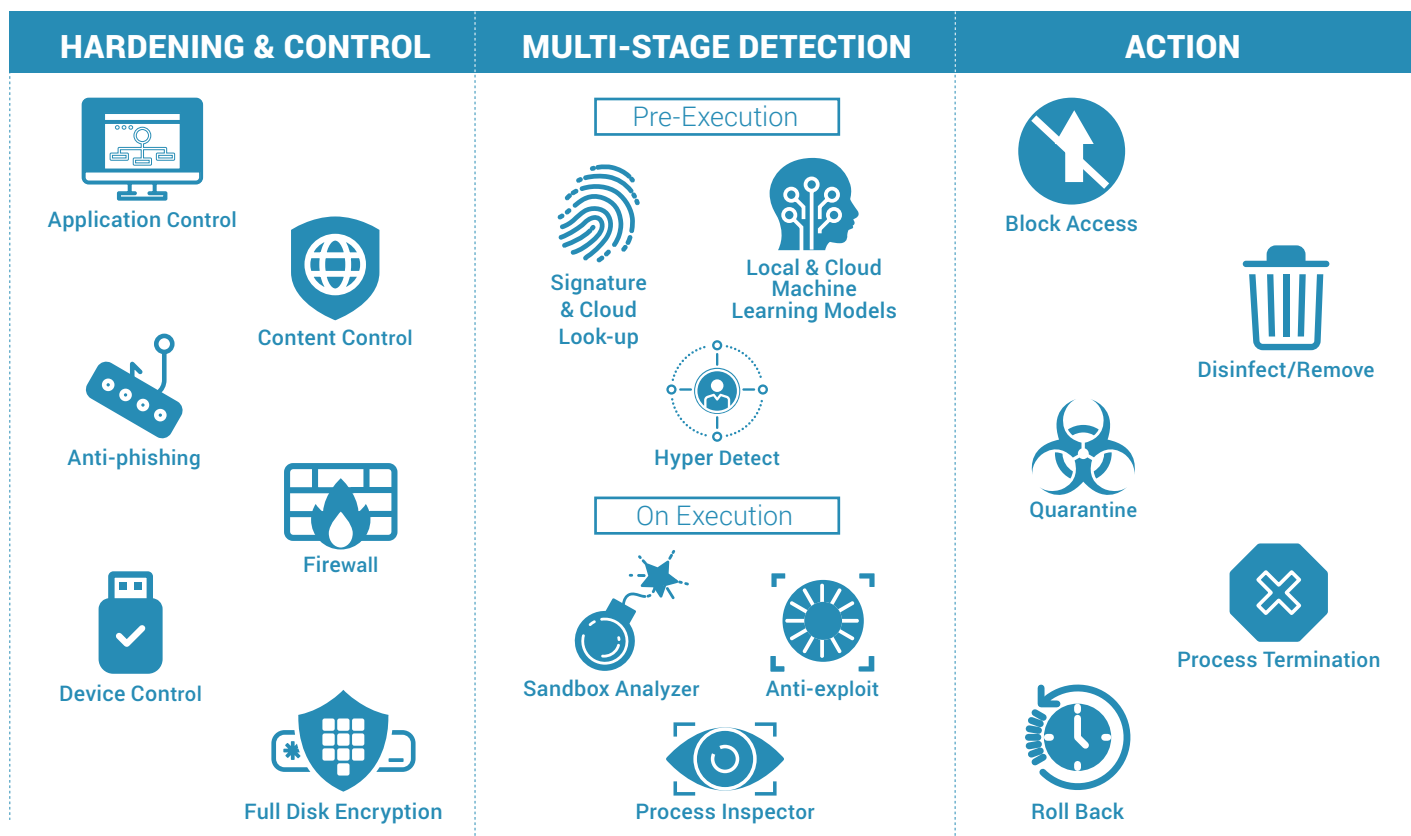 HARDENING & CONTROL
Application Control
Content Control
Anti-phishing
Firewall
Device Control
Full Disk Encryption
MULTI-STAGE DETECTION
Pre-Execution
Signature
& Cloud
Look-up
Local & Cloud
Machine
Learning Models
Hyper Detect
On Execution
Sandbox Analyzer
Anti-exploit
Process Inspector
ACTION
Block Access
Disinfect/Remove
Quarantine
Process Termination
Roll Back